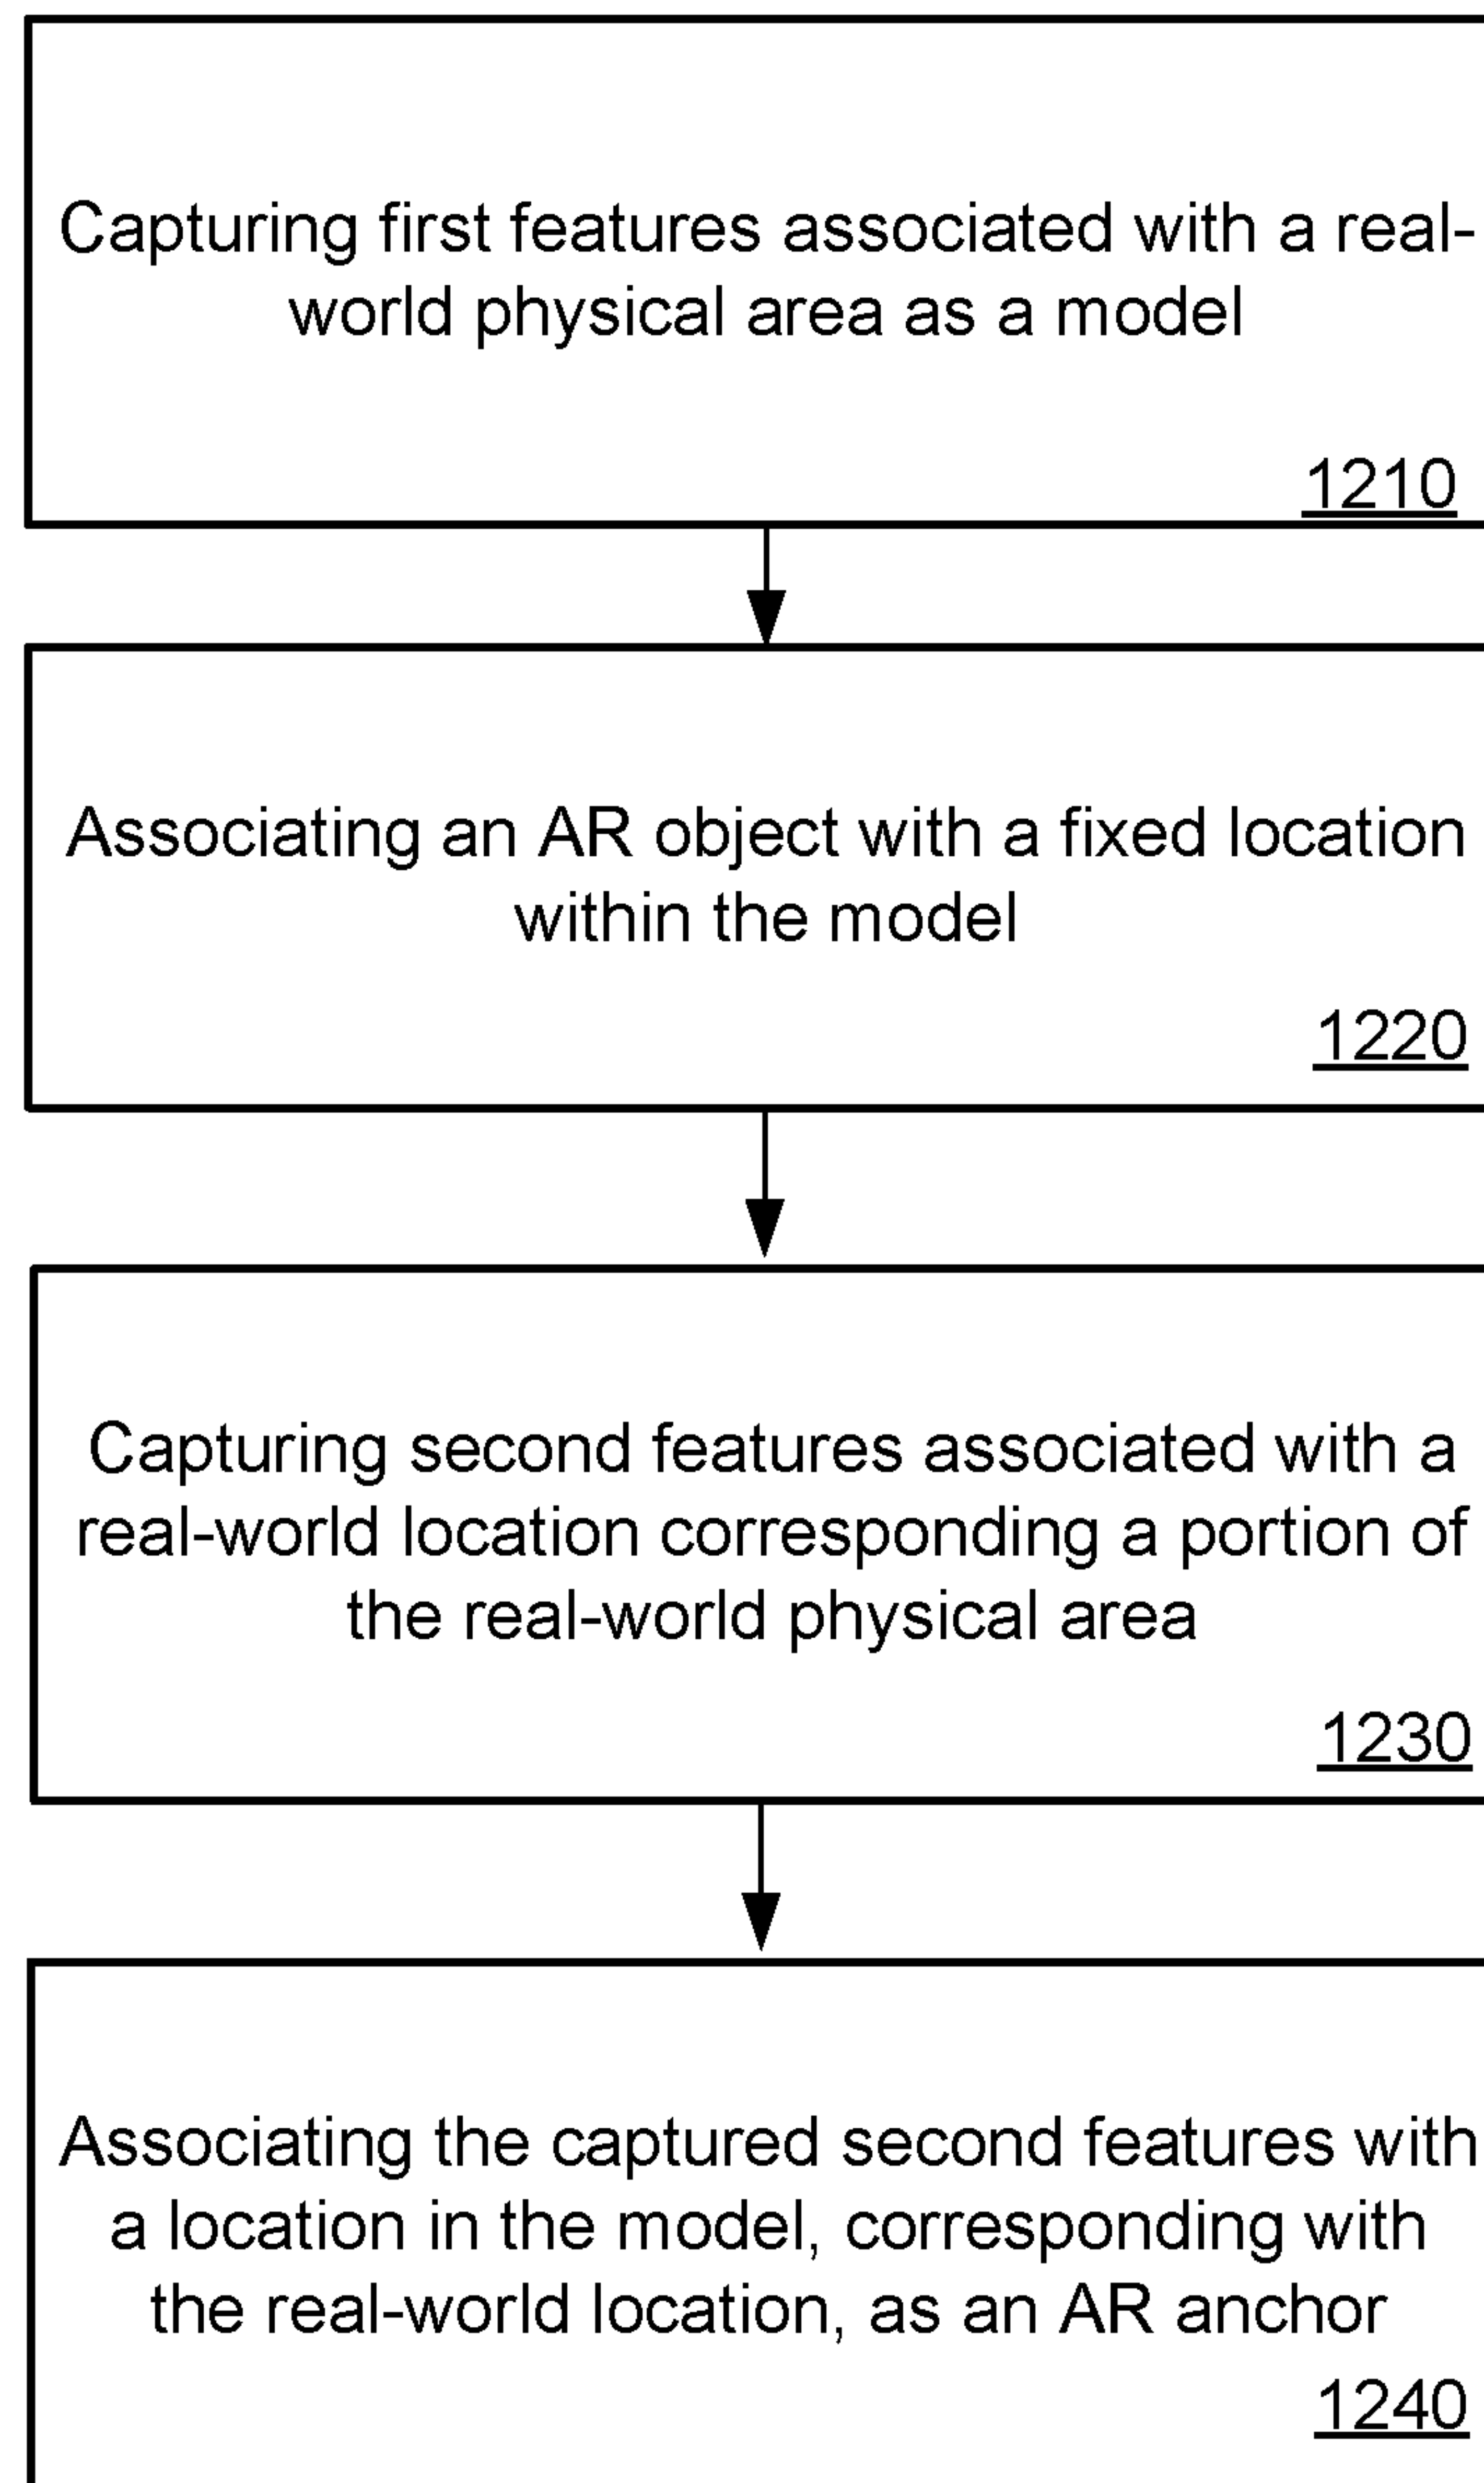 Capturing first features associated with a real-
world physical area as a model
1210
Associating an AR object with a fixed location
within the model
1220
Capturing second features associated with a
real-world location corresponding a portion of
the real-world physical area
1230
Associating the captured second features with
a location in the model, corresponding with
the real-world location, as an AR anchor
1240